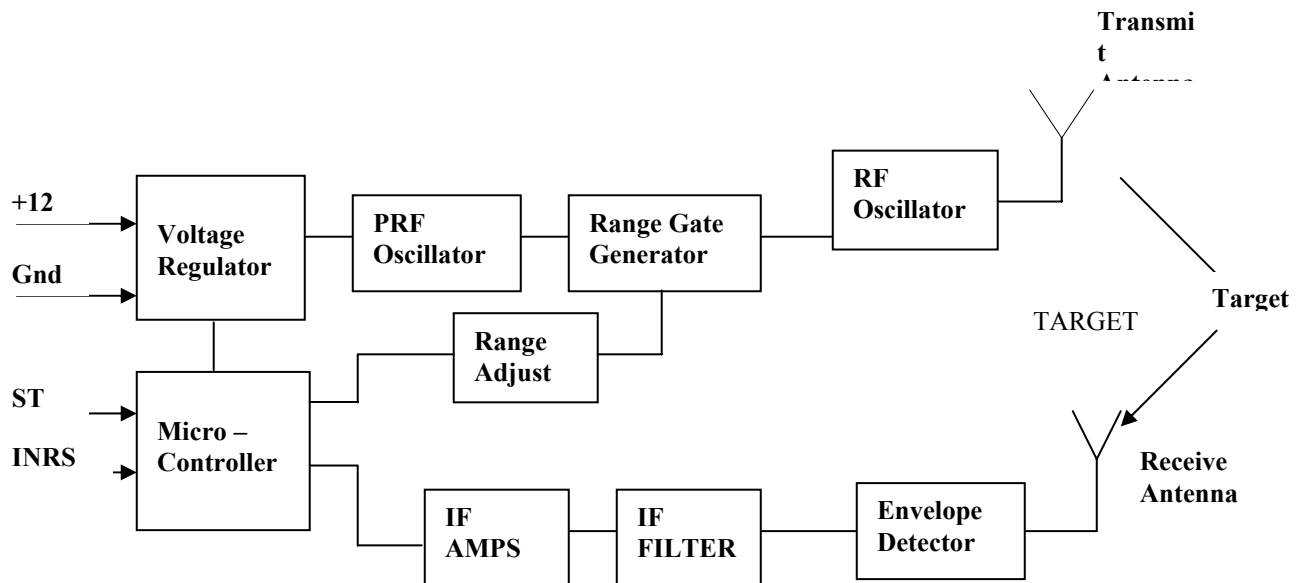 Transmi
t
+12
Gnd
Voltage
Regulator
PRF
Oscillator
Range Gate
Generator
RF
Oscillator
Target
TARGET
Range
Adjust
ST
INRS
Micro –
Controller
IF
AMPS
IF
FILTER
Envelope
Detector
Receive
Antenna